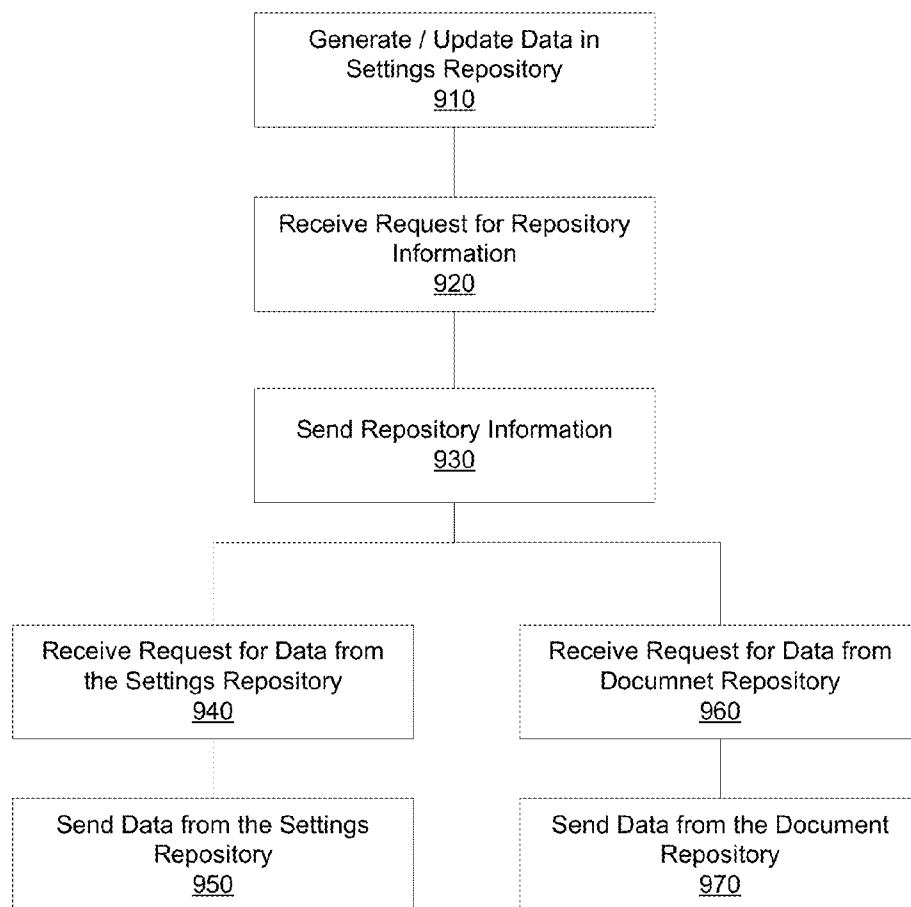 Generate / Update Data in
Settings Repository
910
Receive Request for Repository
Information
920
Send Repository Information
930
Receive Request for Data from
the Settings Repository
940
Receive Request for Data from
Documnet Repository
960
Send Data from the Settings
Repository
950
Send Data from the Document
Repository
970